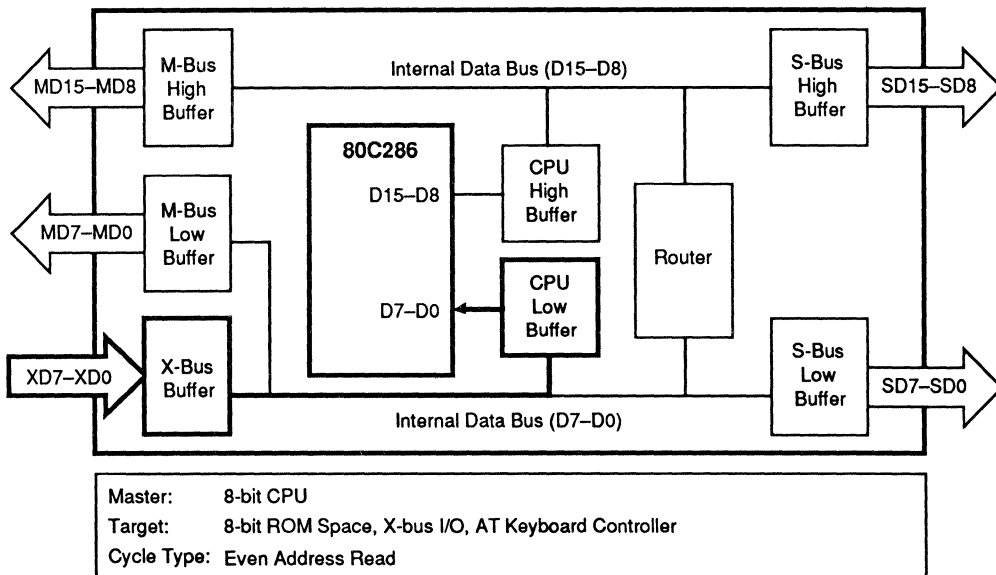 MD15–MD8
M-Bus
High
Buffer
Internal Data Bus (D15–D8)
S-Bus
High
Buffer
SD15–SD8
80C286
D15–D8
CPU
High
Buffer
MD7–MD0
M-Bus
Low
Buffer
Router
D7–D0
CPU
Low
Buffer
XD7–XD0
X-Bus
Buffer
S-Bus
Low
Buffer
SD7–SD0
Internal Data Bus (D7–D0)
Master: 8-bit CPU
Target: 8-bit ROM Space, X-bus I/O, AT Keyboard Controller
Cycle Type: Even Address Read